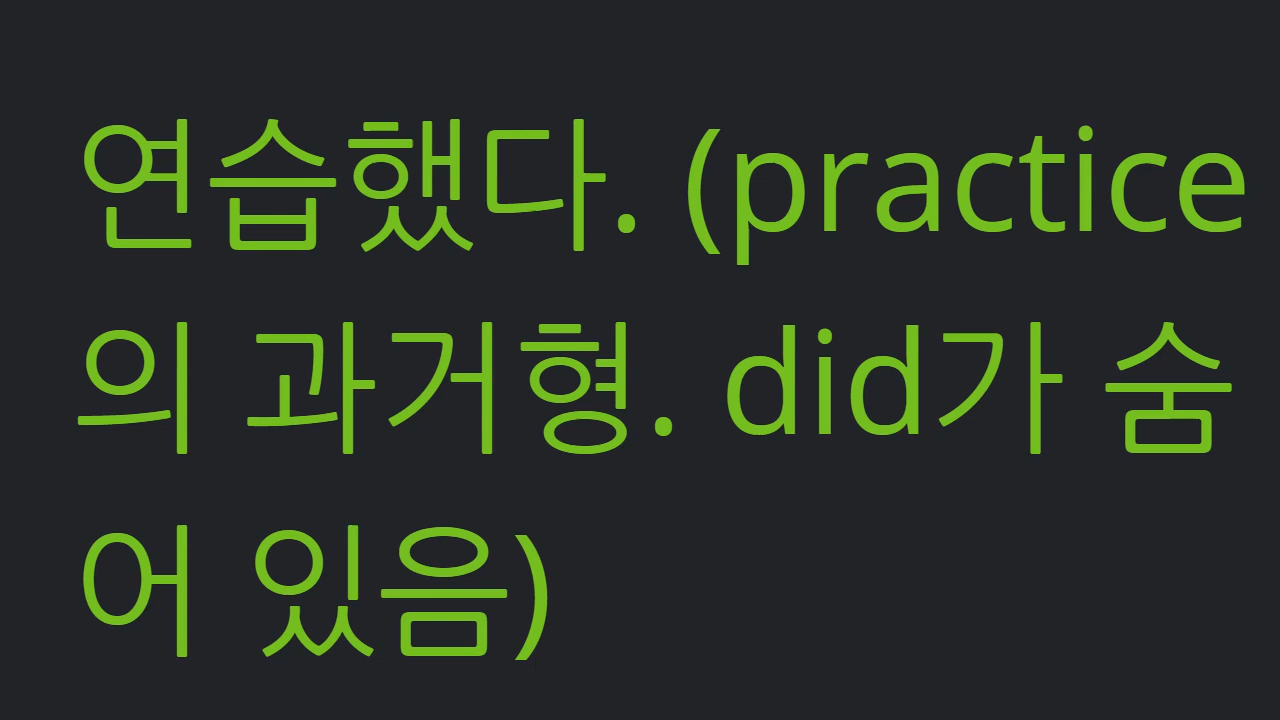 연습했다. (practice
의 과거형. did가 숨
어 있음)